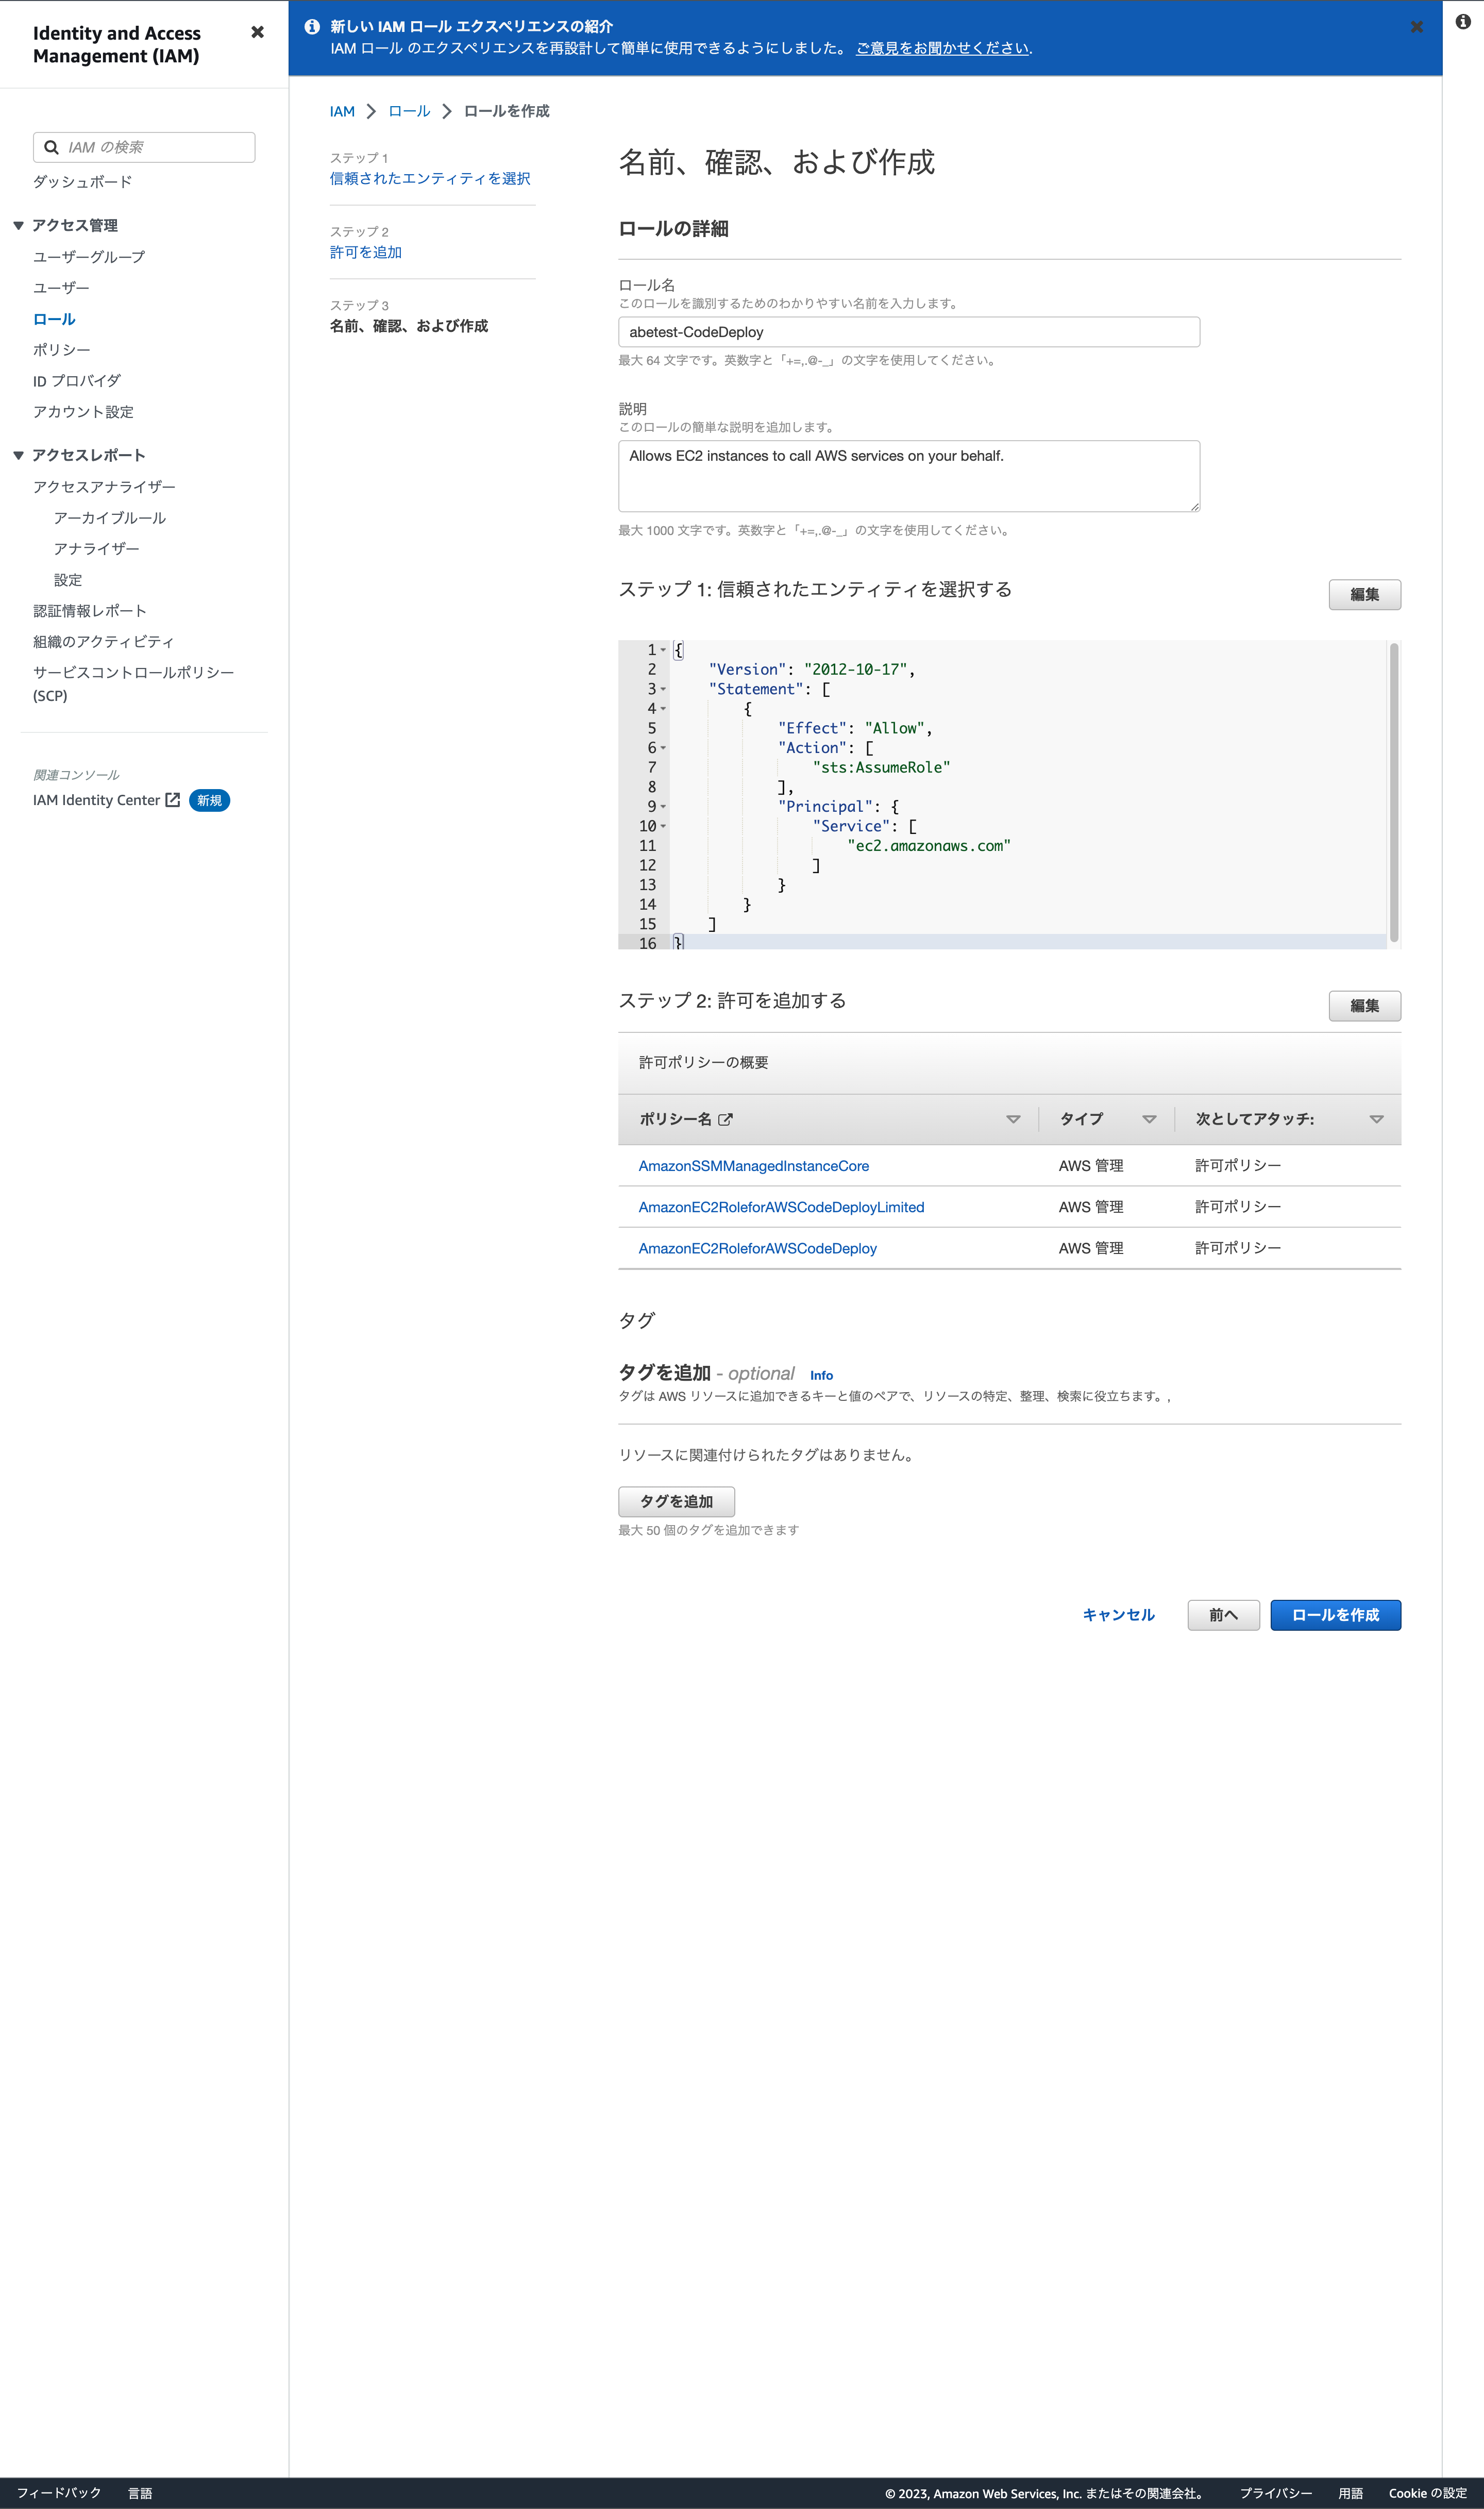 Identity and Access
Management (IAM)
IAM の検索
ダッシュボード
アクセス管理
ユーザーグループ
ユーザー
ロール
ポリシー
ID プロバイダ
アカウント設定
アクセスレポート
アクセスアナライザー
アーカイブルール
アナライザー
設定
認証情報レポート
組織のアクティビティ
サービスコントロールポリシー
(SCP)
関連コンソール
IAM Identity Center 新規
新しい IAM ロール エクスペリエンスの紹介
IAM ロール のエクスペリエンスを再設計して簡単に使用できるようにしました。 ご意見をお聞かせください.
IAM ロール ロールを作成
ステップ 1
信頼されたエンティティを選択
ステップ 2
許可を追加
ステップ 3
名前、確認、および作成
名前、確認、および作成
ロールの詳細
ロール名
このロールを識別するためのわかりやすい名前を入力します。
abetest-CodeDeploy
最大 64 文字です。英数字と「+=,.@-_」の文字を使用してください。
説明
このロールの簡単な説明を追加します。
Allows EC2 instances to call AWS services on your behalf.
最大 1000 文字です。英数字と「+=,.@-_」の文字を使用してください。
ステップ 1: 信頼されたエンティティを選択する
編集
1 {
2 "Version": "2012-10-17",
3 "Statement": [
4 {
5 "Effect": "Allow",
6 "Action": [
7 "sts:AssumeRole"
8 ],
9 "Principal": {
10 "Service": [
11 "ec2.amazonaws.com"
12 ]
13 }
14 }
15 ]
16 }
ステップ 2: 許可を追加する
編集
許可ポリシーの概要
ポリシー名 タイプ 次としてアタッチ:
AmazonSSMManagedInstanceCore AWS 管理 許可ポリシー
AmazonEC2RoleforAWSCodeDeployLimited AWS 管理 許可ポリシー
AmazonEC2RoleforAWSCodeDeploy AWS 管理 許可ポリシー
タグ
タグを追加 - optional Info
タグは AWS リソースに追加できるキーと値のペアで、リソースの特定、整理、検索に役立ちます。,
リソースに関連付けられたタグはありません。
タグを追加
最大 50 個のタグを追加できます
キャンセル 前へ ロールを作成
フィードバック 言語 © 2023, Amazon Web Services, Inc. またはその関連会社。 プライバシー 用語 Cookie の設定